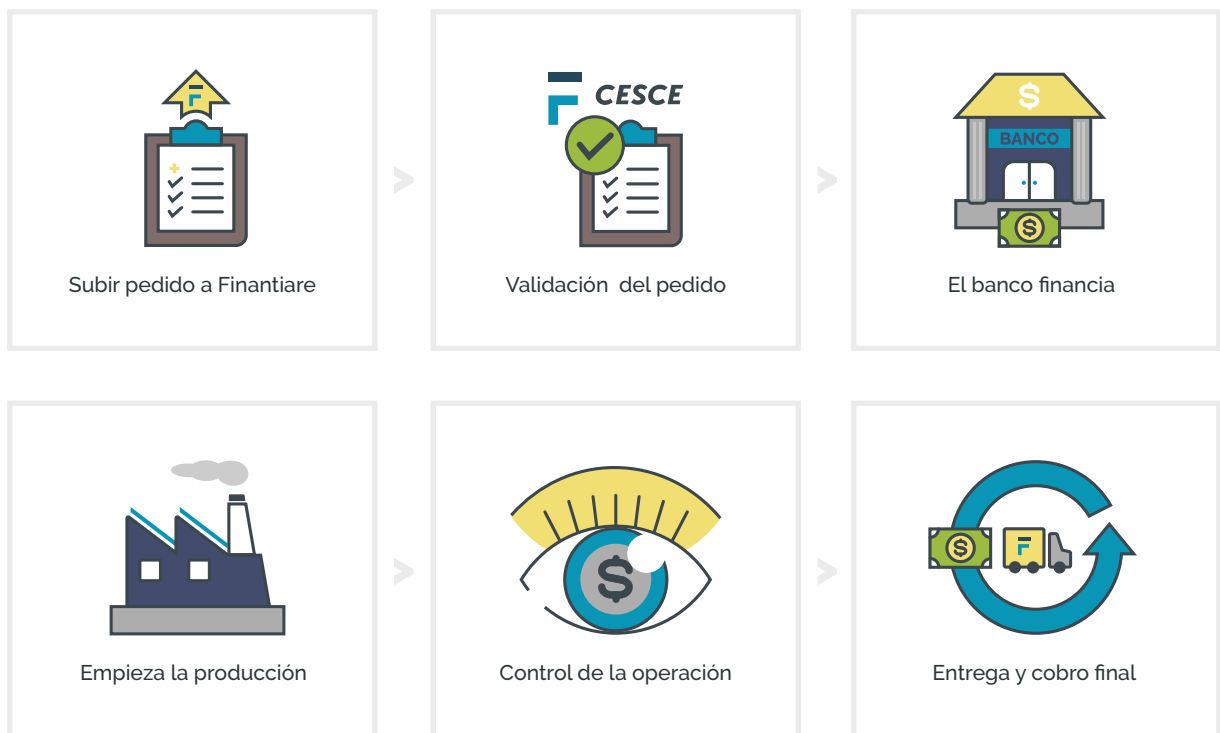 F
F CESCE
$
BANCO
$
Subir pedido a Finantiare
Validación  del pedido
El banco financia
$
$
F
Empieza la producción
Control de la operación
Entrega y cobro final